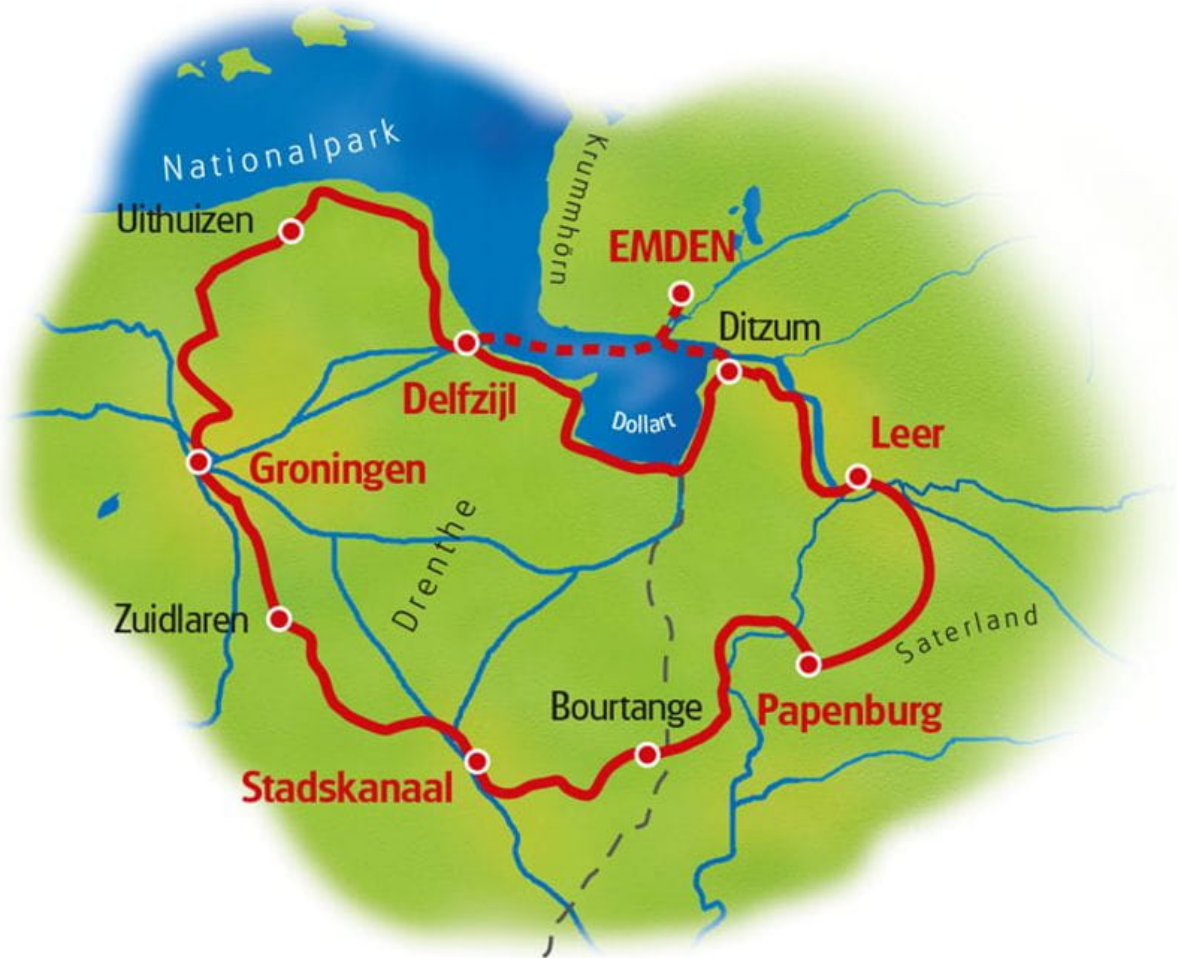 Nationalpark
Krummhörn
Uithuizen
EMDEN
Ditzum
Delfzijl
Dollart
Leer
Groningen
Drenthe
Zuidlaren
Saterland
Bourtange
Papenburg
Stadskanaal